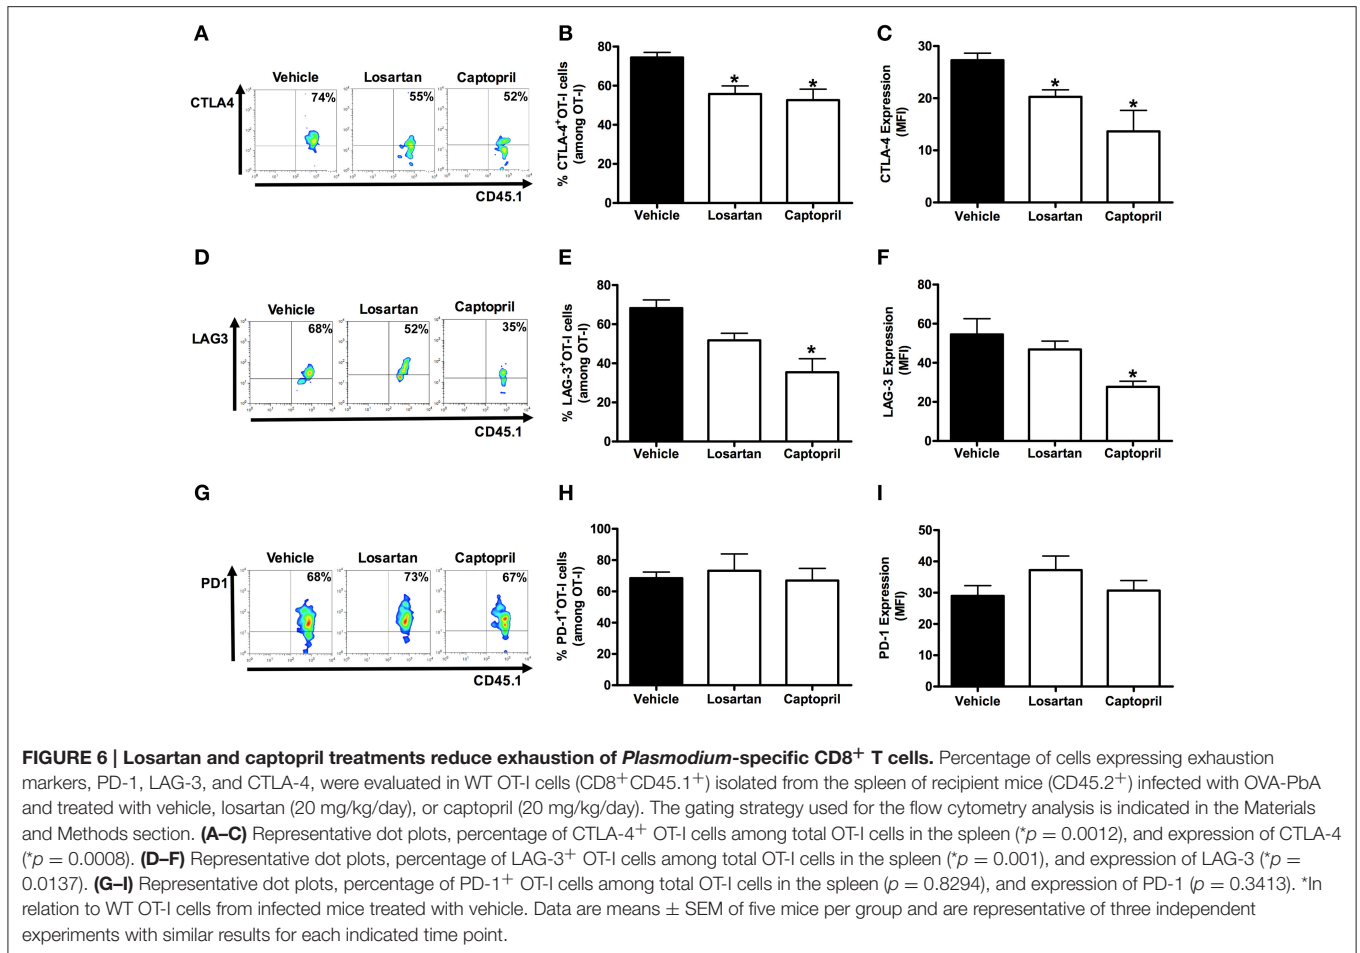 A
Vehicle Losartan Captopril
CTLA4
74% 55% 52%
CD45.1
B
% CTLA-4⁺OT-I cells
(among OT-I)
80
60
40
20
0
* *
Vehicle Losartan Captopril
C
CTLA-4 Expression
(MFI)
30
20
10
0
* *
Vehicle Losartan Captopril
D
Vehicle Losartan Captopril
LAG3
68% 52% 35%
CD45.1
E
% LAG-3⁺OT-I cells
(among OT-I)
80
60
40
20
0
*
Vehicle Losartan Captopril
F
LAG-3 Expression
(MFI)
80
60
40
20
0
*
Vehicle Losartan Captopril
G
Vehicle Losartan Captopril
PD1
68% 73% 67%
CD45.1
H
% PD-1⁺OT-I cells
(among OT-I)
100
80
60
40
20
0
Vehicle Losartan Captopril
I
PD-1 Expression
(MFI)
50
40
30
20
10
0
Vehicle Losartan Captopril
FIGURE 6 | Losartan and captopril treatments reduce exhaustion of Plasmodium-specific CD8⁺ T cells. Percentage of cells expressing exhaustion
markers, PD-1, LAG-3, and CTLA-4, were evaluated in WT OT-I cells (CD8⁺CD45.1⁺) isolated from the spleen of recipient mice (CD45.2⁺) infected with OVA-PbA
and treated with vehicle, losartan (20 mg/kg/day), or captopril (20 mg/kg/day). The gating strategy used for the flow cytometry analysis is indicated in the Materials
and Methods section. (A–C) Representative dot plots, percentage of CTLA-4⁺ OT-I cells among total OT-I cells in the spleen (*p = 0.0012), and expression of CTLA-4
(*p = 0.0008). (D–F) Representative dot plots, percentage of LAG-3⁺ OT-I cells among total OT-I cells in the spleen (*p = 0.001), and expression of LAG-3 (*p =
0.0137). (G–I) Representative dot plots, percentage of PD-1⁺ OT-I cells among total OT-I cells in the spleen (p = 0.8294), and expression of PD-1 (p = 0.3413). *In
relation to WT OT-I cells from infected mice treated with vehicle. Data are means ± SEM of five mice per group and are representative of three independent
experiments with similar results for each indicated time point.